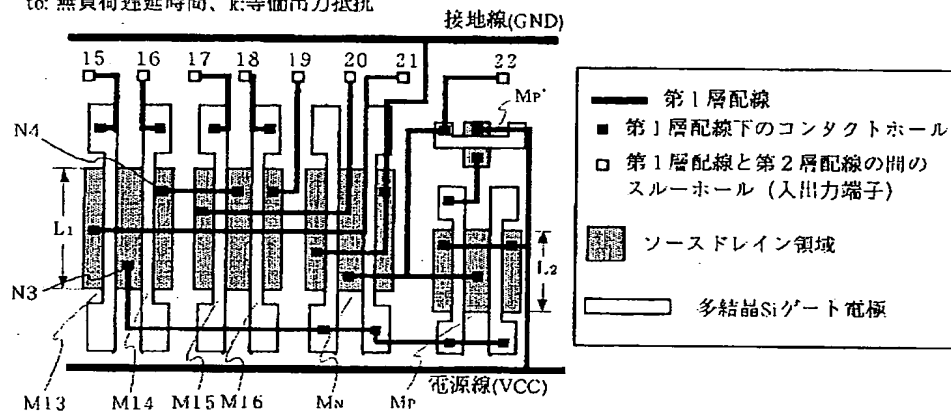 to: 無負荷遅延時間、k:等価出力抵抗
接地線(GND)
15 16 17 18 19 20 21 22
MP'
N4
L1
N3
L2
電源線(VCC)
M13 M14 M15 M16 MN MP
第1層配線
第1層配線下のコンタクトホール
第1層配線と第2層配線の間の
スルーホール (入出力端子)
ソースドレイン領域
多結晶Siゲート電極